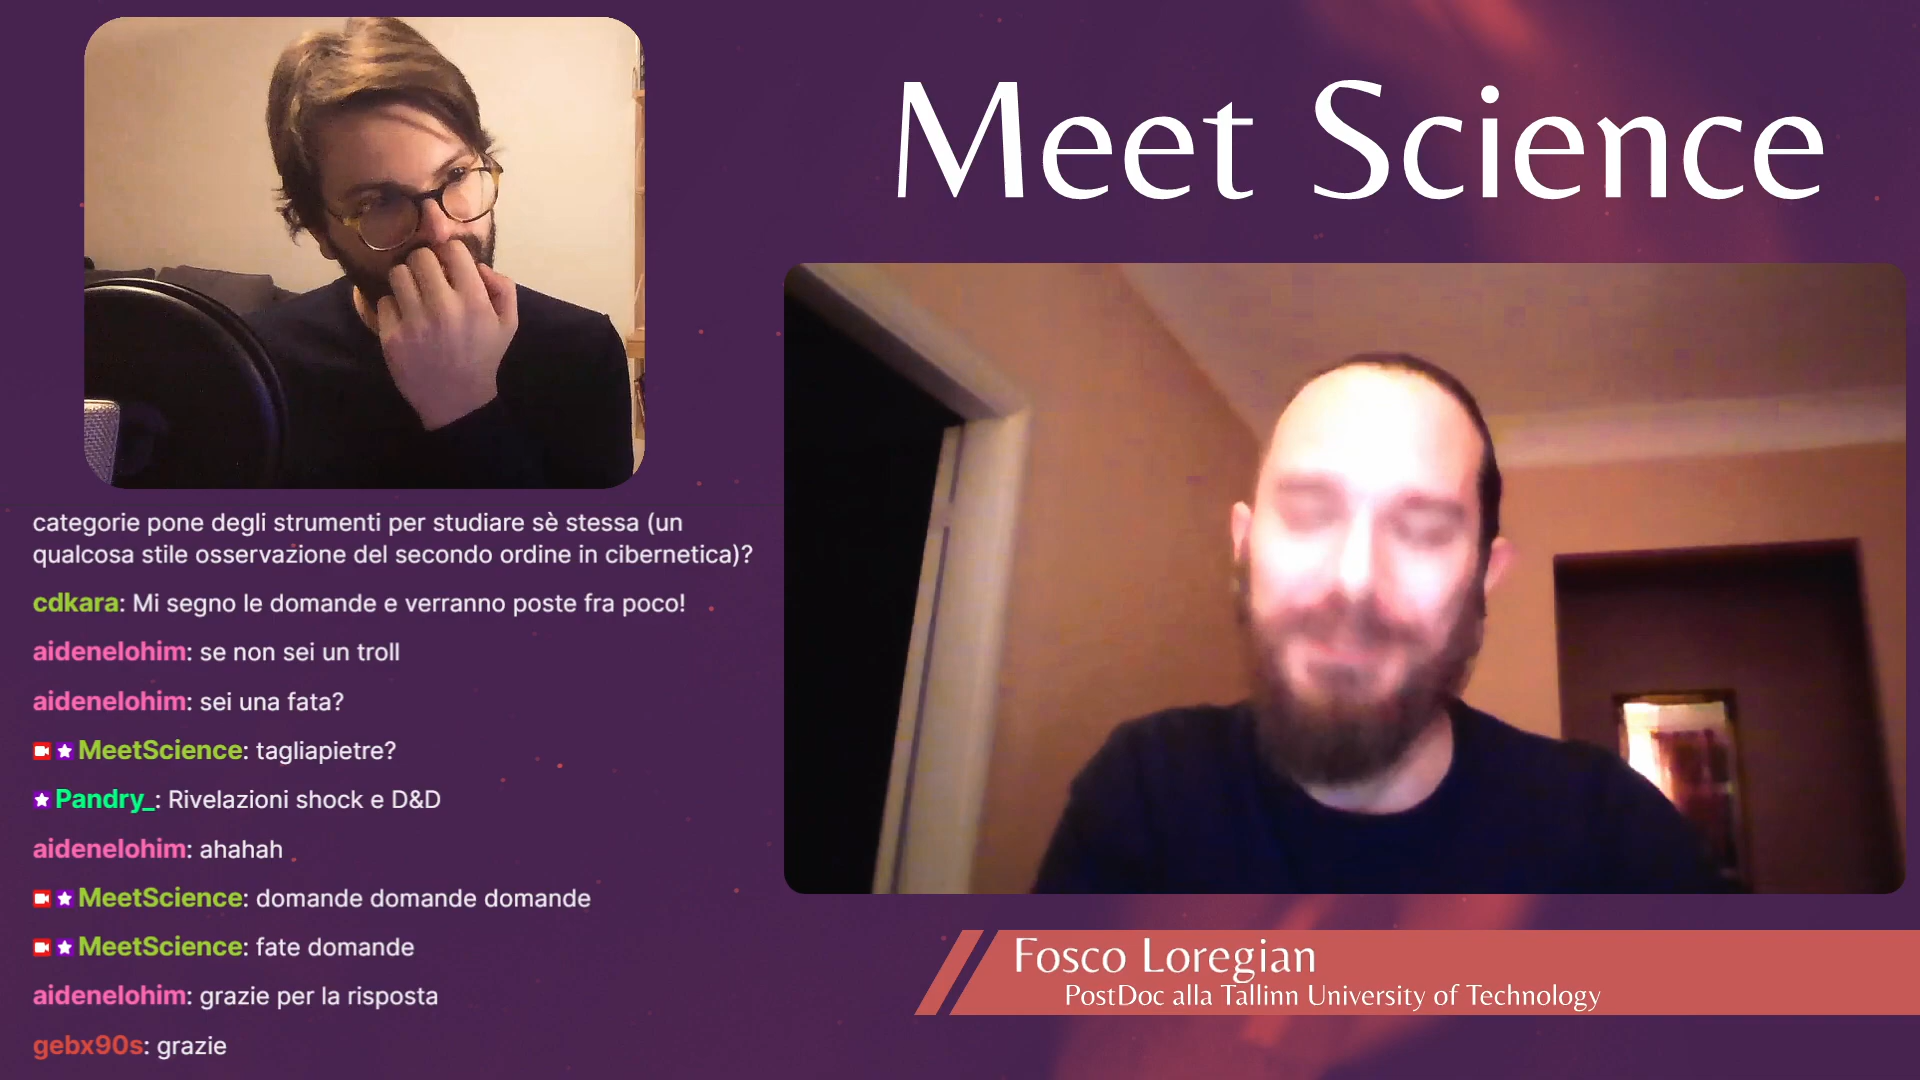 Meet Science
categorie pone degli strumenti per studiare sè stessa (un
qualcosa stile osservazione del secondo ordine in cibernetica)?
cdkara: Mi segno le domande e verranno poste fra poco!
aidenelohim: se non sei un troll
aidenelohim: sei una fata?
MeetScience: tagliapietre?
Pandry_: Rivelazioni shock e D&D
aidenelohim: ahahah
MeetScience: domande domande domande
MeetScience: fate domande
aidenelohim: grazie per la risposta
gebx90s: grazie
Fosco Loregian
PostDoc alla Tallinn University of Technology